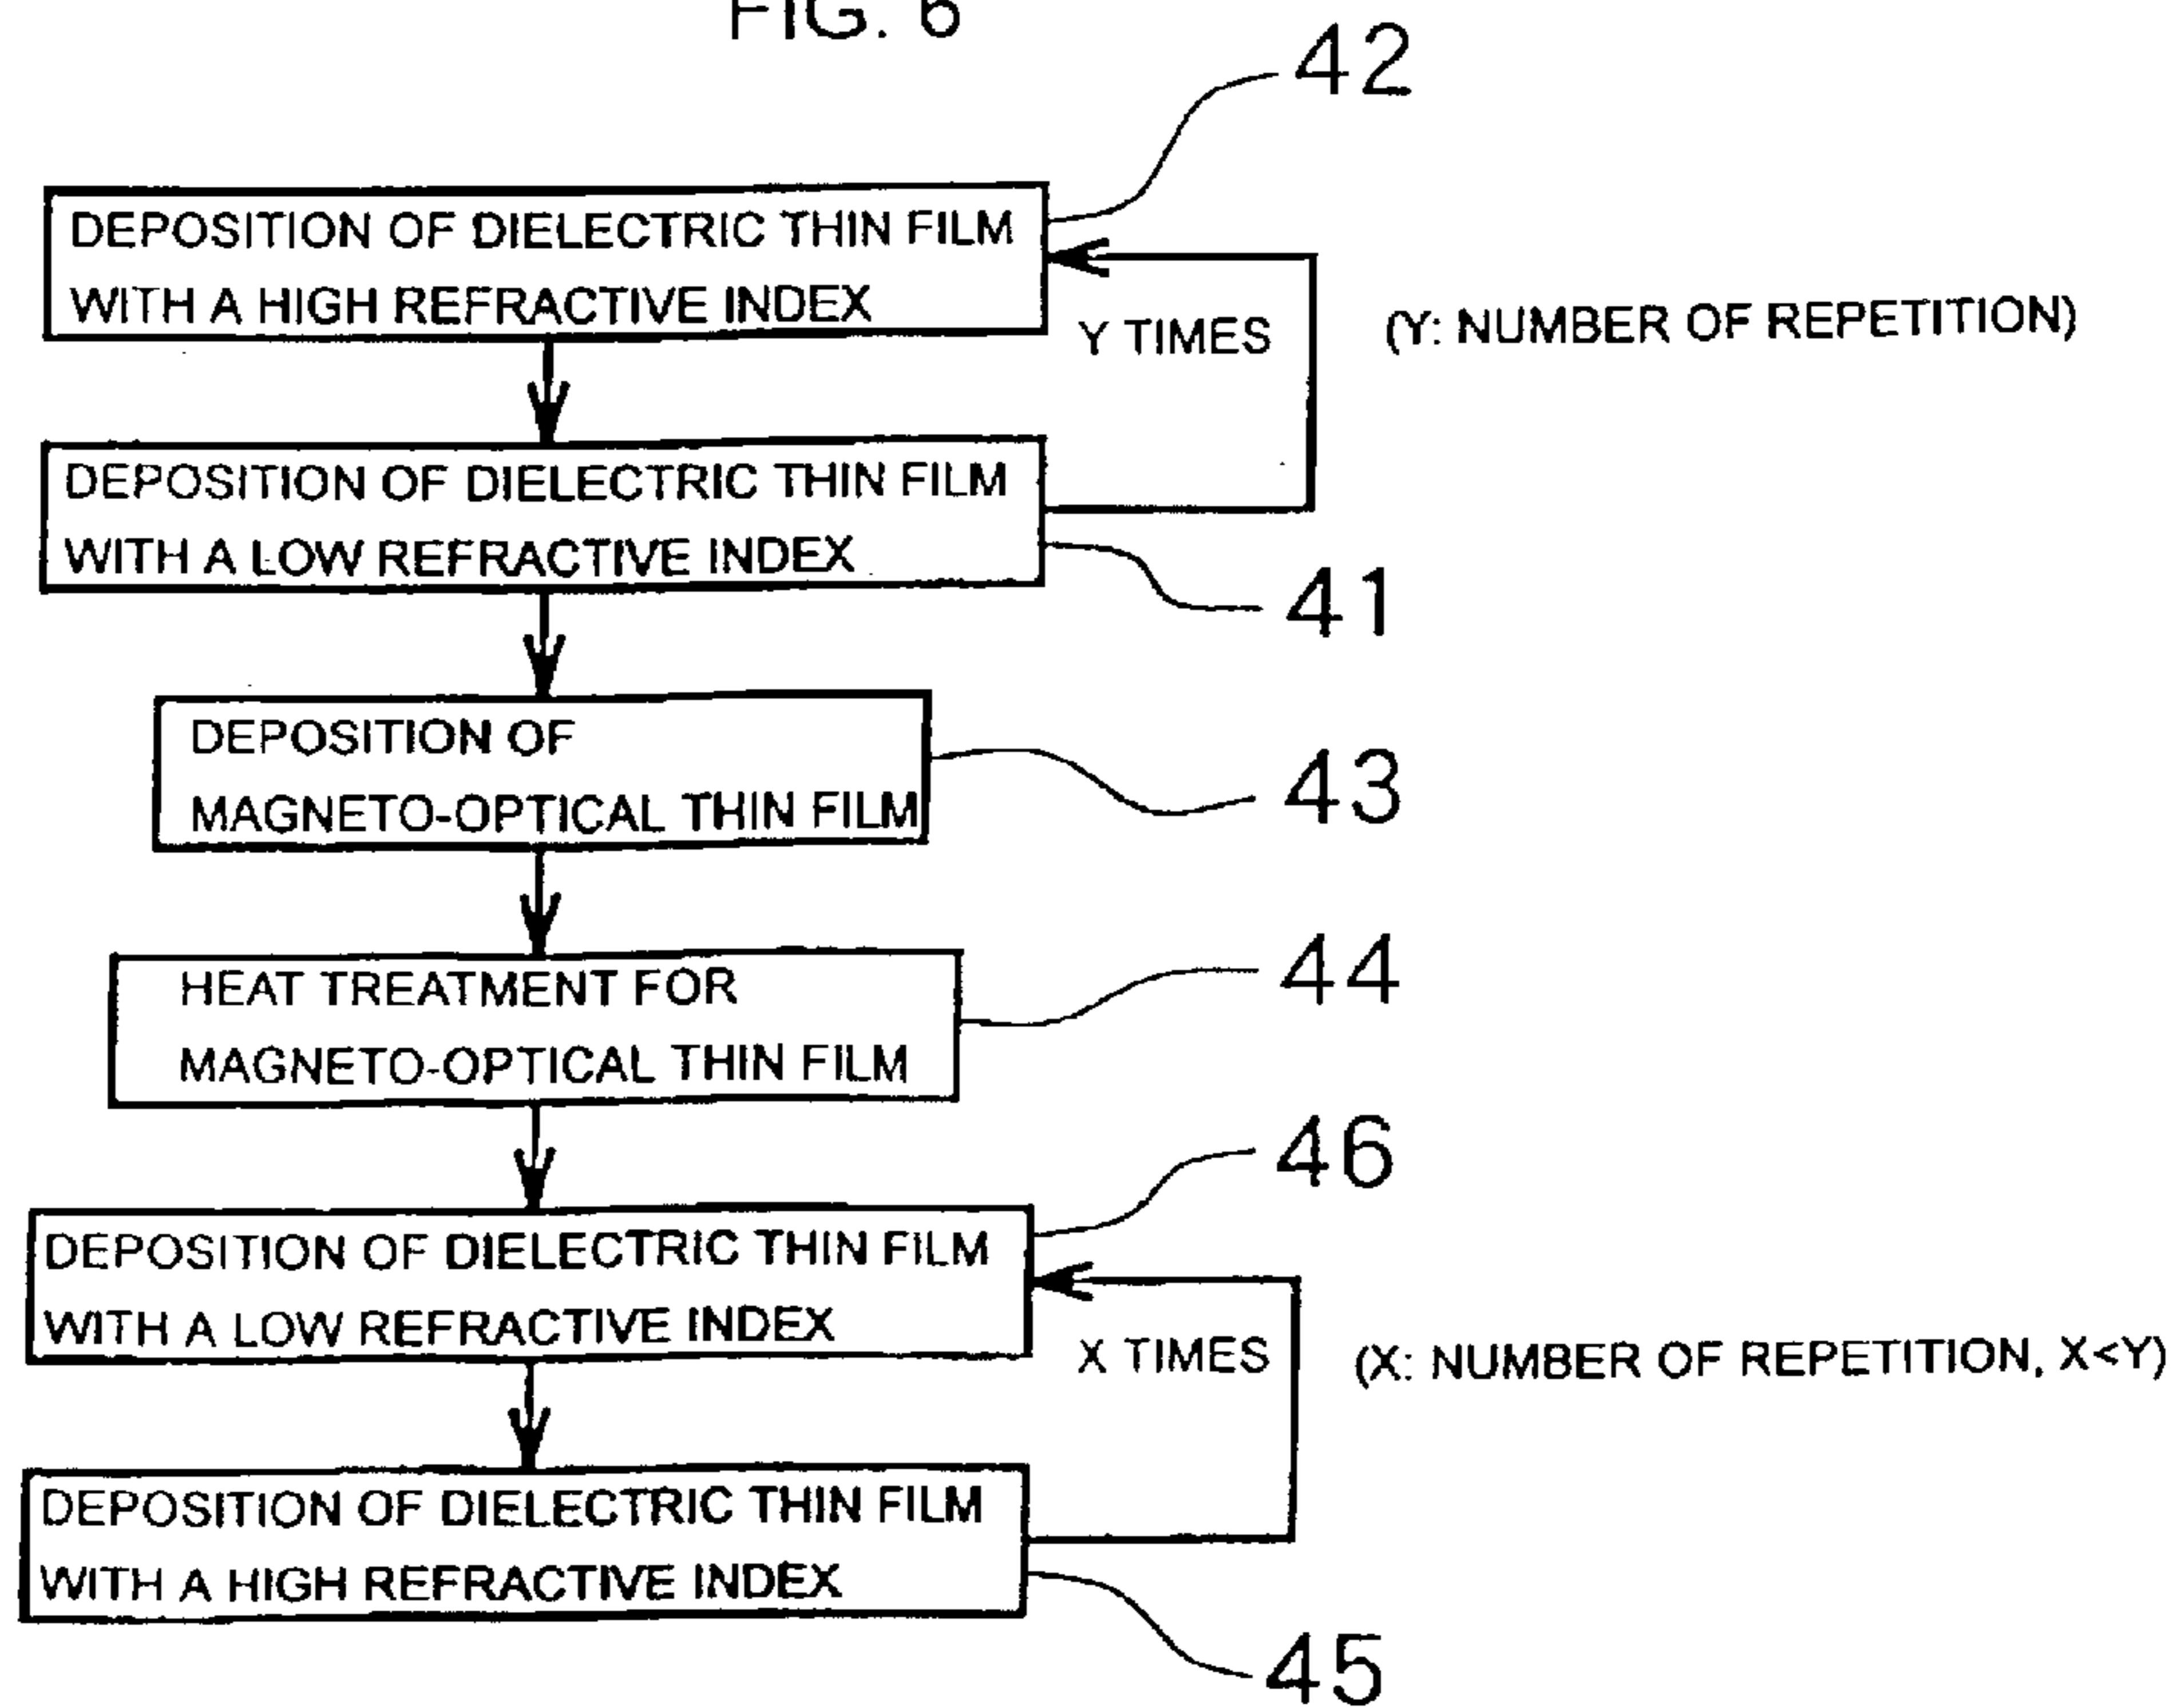 FIG. 6
42
DEPOSITION OF DIELECTRIC THIN FILM
WITH A HIGH REFRACTIVE INDEX
Y TIMES
(Y: NUMBER OF REPETITION)
DEPOSITION OF DIELECTRIC THIN FILM
WITH A LOW REFRACTIVE INDEX
41
DEPOSITION OF
MAGNETO-OPTICAL THIN FILM
43
HEAT TREATMENT FOR
MAGNETO-OPTICAL THIN FILM
44
46
DEPOSITION OF DIELECTRIC THIN FILM
WITH A LOW REFRACTIVE INDEX
X TIMES
(X: NUMBER OF REPETITION, X<Y)
DEPOSITION OF DIELECTRIC THIN FILM
WITH A HIGH REFRACTIVE INDEX
45